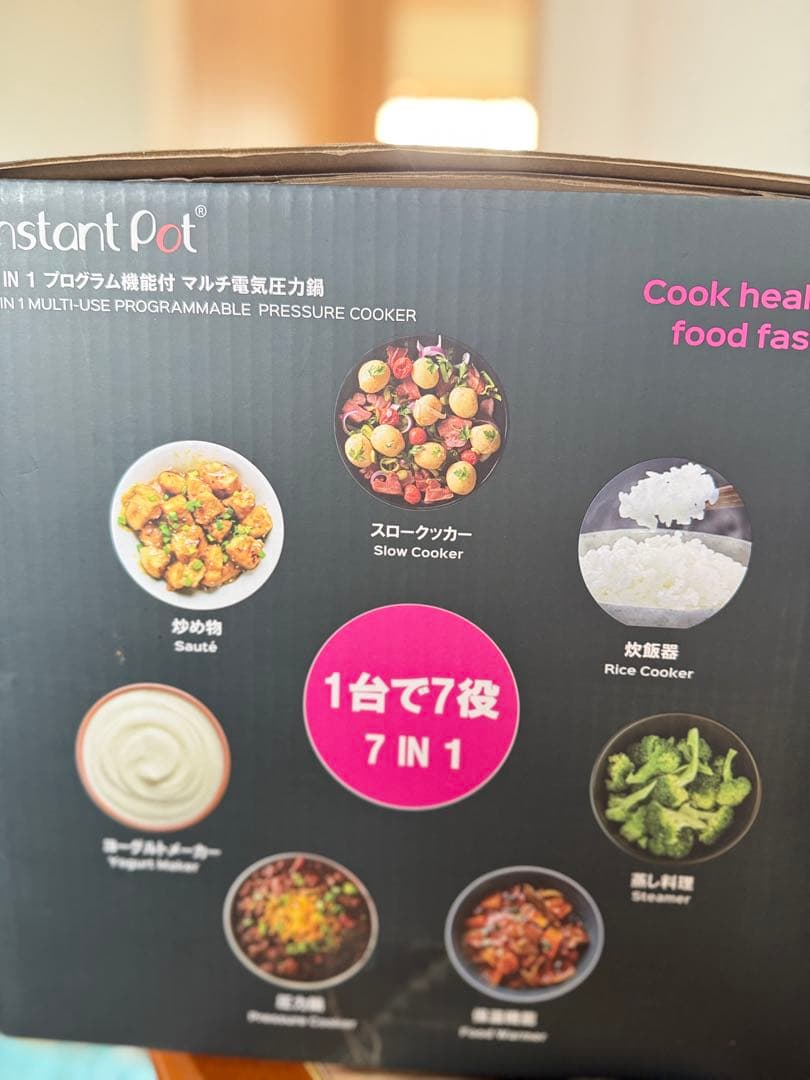 nstant Pot®
IN 1 プログラム機能付 マルチ電気圧力鍋
IN 1 MULTI-USE PROGRAMMABLE PRESSURE COOKER
Cook heal
food fas
スロークッカー
Slow Cooker
炒め物
Sauté
炊飯器
Rice Cooker
1台で7役
7 IN 1
ヨーグルトメーカー
Yogurt Maker
蒸し料理
Steamer
圧力鍋
Pressure Cooker
保温機能
Food Warmer